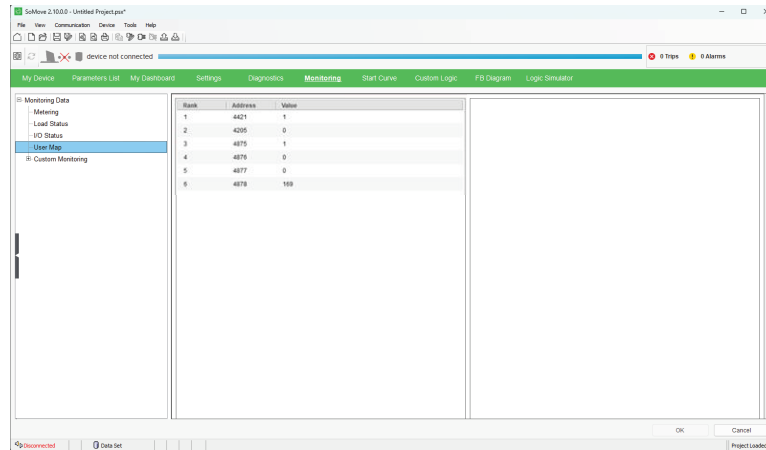 SoMove 2.10.0.0 - Untitled Project.psx*
File View Communication Device Tools Help
device not connected
0 Trips 0 Alarms
My Device Parameters List My Dashboard Settings Diagnostics Monitoring Start Curve Custom Logic FB Diagram Logic Simulator
Monitoring Data
Metering
Load Status
I/O Status
User Map
Custom Monitoring
Rank Address Value
1 4421 1
2 4205 0
3 4875 1
4 4876 0
5 4877 0
6 4878 169
OK Cancel
Disconnected Data Set Project Loaded